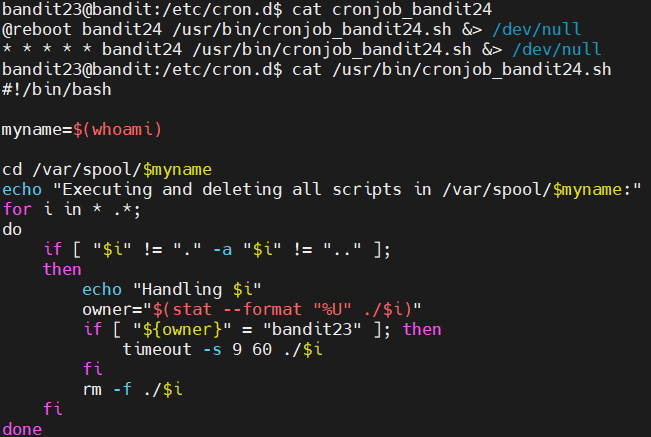 bandit23@bandit:/etc/cron.d$ cat cronjob_bandit24
@reboot bandit24 /usr/bin/cronjob_bandit24.sh &> /dev/null
* * * * * bandit24 /usr/bin/cronjob_bandit24.sh &> /dev/null
bandit23@bandit:/etc/cron.d$ cat /usr/bin/cronjob_bandit24.sh
#!/bin/bash

myname=$(whoami)

cd /var/spool/$myname
echo "Executing and deleting all scripts in /var/spool/$myname:"
for i in * .*;
do
    if [ "$i" != "." -a "$i" != ".." ];
    then
        echo "Handling $i"
        owner="$(stat --format "%U" ./$i)"
        if [ "${owner}" = "bandit23" ]; then
            timeout -s 9 60 ./$i
        fi
        rm -f ./$i
    fi
done